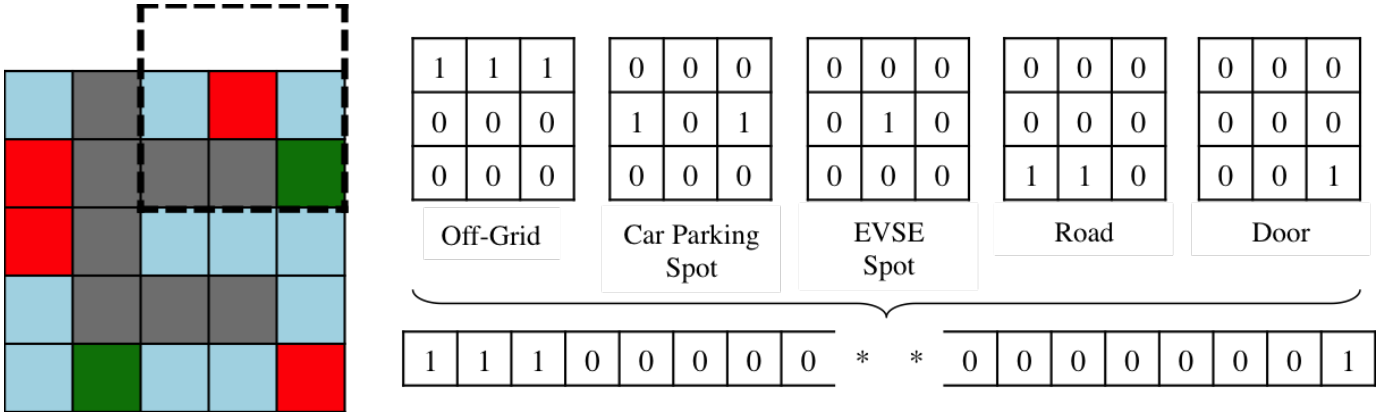 1 1 1 0 0 0 0 0 0 0 0 0 0 0 0
0 0 0 1 0 1 0 1 0 0 0 0 0 0 0
0 0 0 0 0 0 0 0 0 1 1 0 0 0 1
Off-Grid
Car Parking
Spot
EVSE
Spot
Road
Door
1 1 1 0 0 0 0 0 * * 0 0 0 0 0 0 0 1